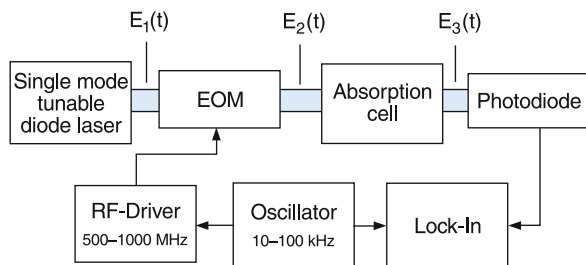 E₁(t)
E₂(t)
E₃(t)
Single mode
tunable
diode laser
EOM
Absorption
cell
Photodiode
RF-Driver
500–1000 MHz
Oscillator
10–100 kHz
Lock-In